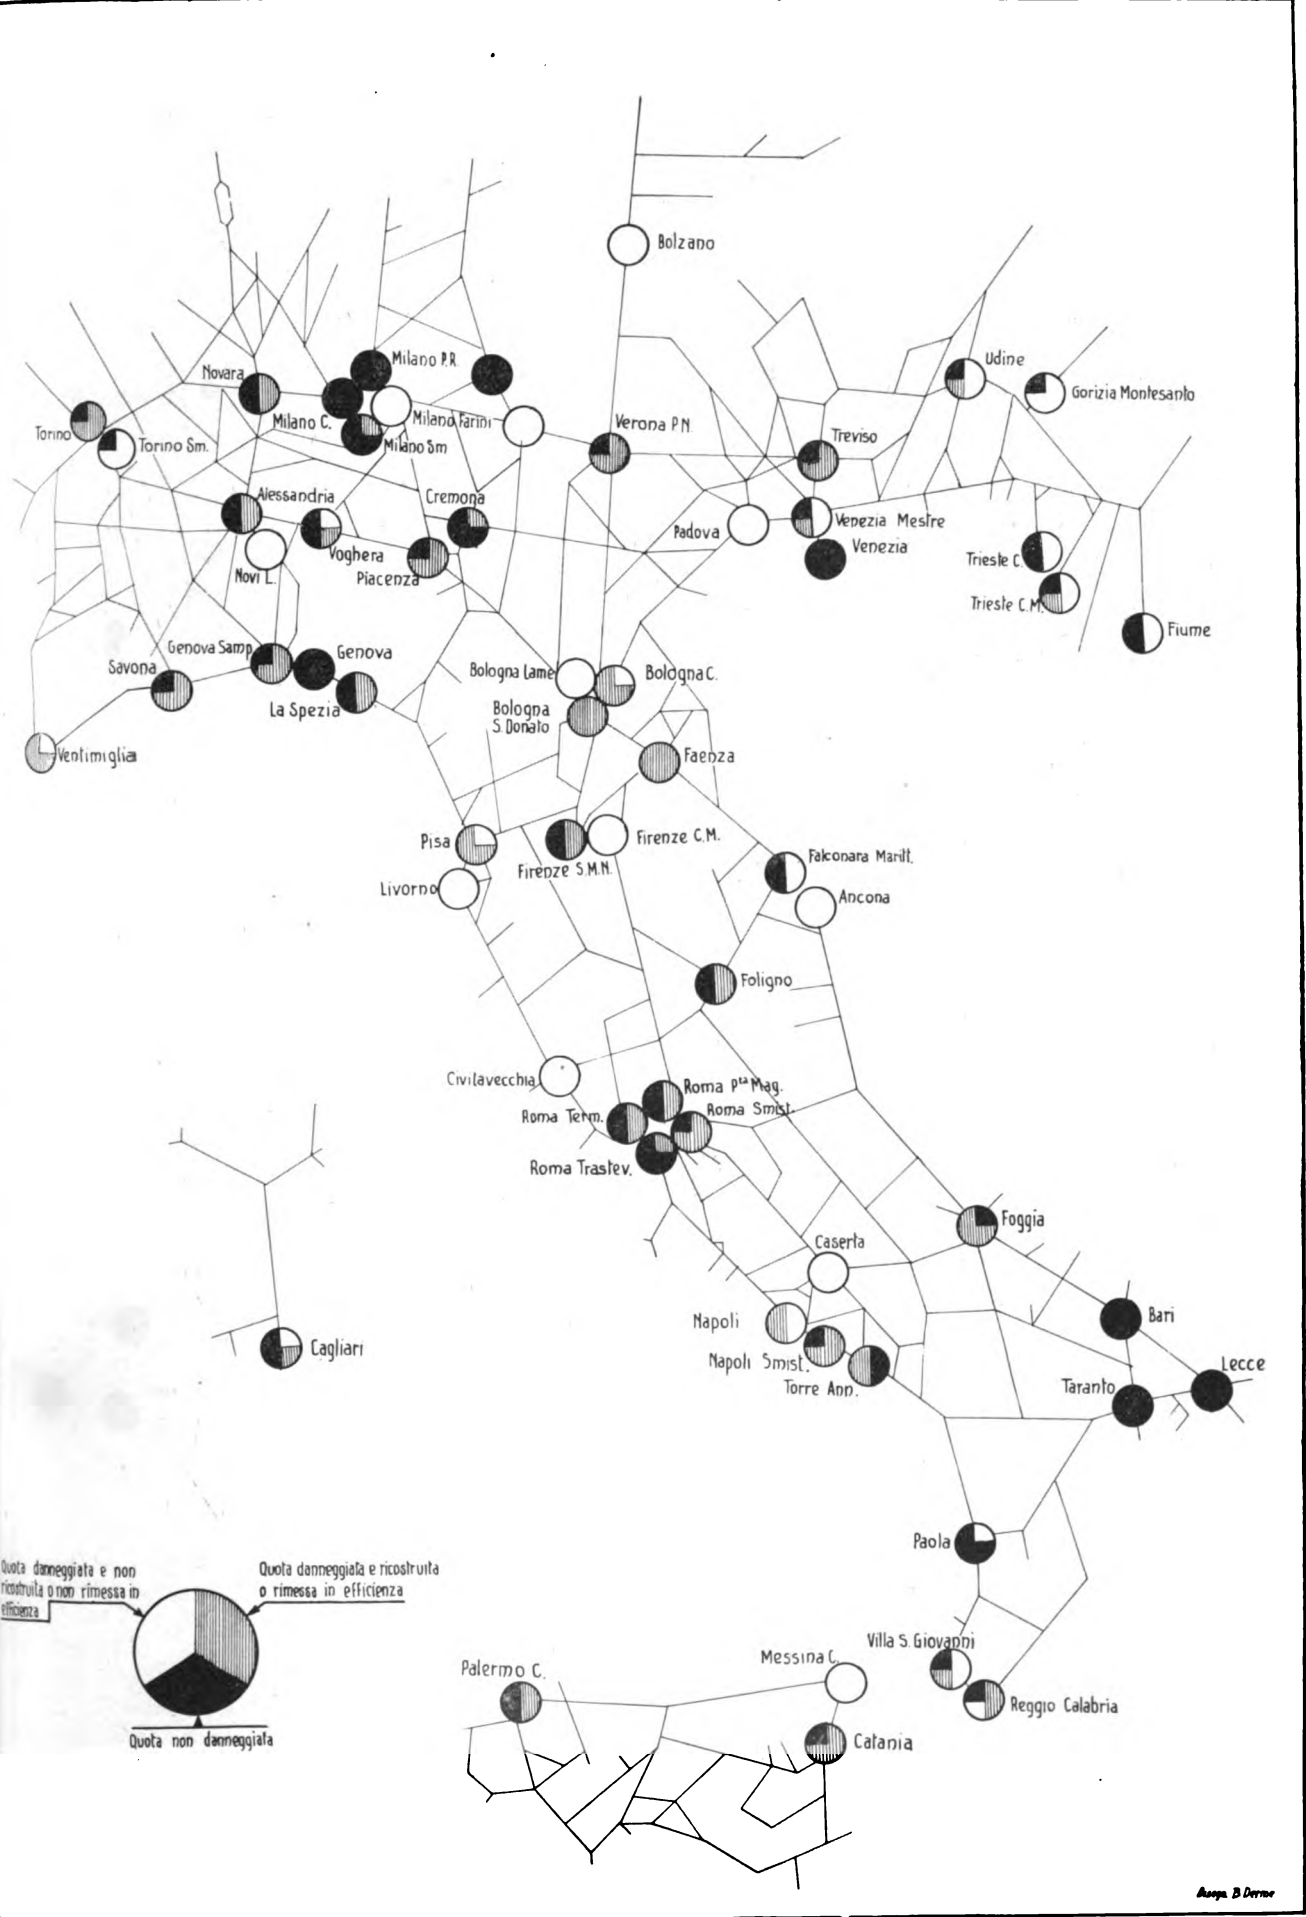 Bolzano
Milano P.R.
Novara
Udine
Gorizia Montesanto
Torino
Torino Sm.
Milano C.
Milano Farini
Milano Sm
Verona P.N.
Treviso
Alessandria
Cremona
Padova
Venezia Mestre
Venezia
Voghera
Novi L.
Piacenza
Trieste C.
Trieste C.M.
Fiume
Genova Samp.
Genova
Savona
La Spezia
Bologna Lame
Bologna C.
Bologna
S. Donato
Ventimiglia
Faenza
Pisa
Firenze C.M.
Firenze S.M.N.
Livorno
Falconara Maritt.
Ancona
Foligno
Civitavecchia
Roma Pta Mag.
Roma Term.
Roma Smist.
Roma Trastev.
Foggia
Caserta
Napoli
Bari
Napoli Smist.
Torre Ann.
Lecce
Taranto
Cagliari
Paola
Quota danneggiata e non
ricostruita o non rimessa in
efficienza
Quota danneggiata e ricostruita
o rimessa in efficienza
Quota non danneggiata
Villa S. Giovanni
Reggio Calabria
Messina C.
Palermo C.
Catania